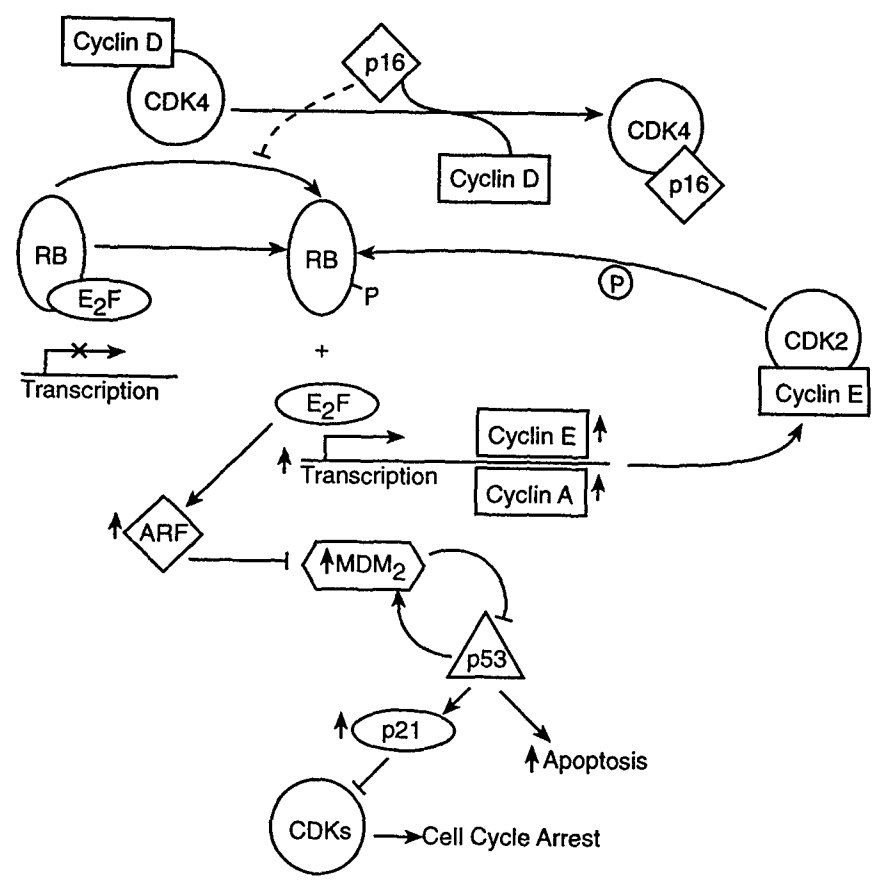 Cyclin D
p16
CDK4
CDK4
Cyclin D
p16
RB
RB
P
E2F
P
CDK2
+
Transcription
Cyclin E
E2F
Cyclin E
Transcription
Cyclin A
ARF
MDM2
p53
p21
Apoptosis
CDKs
Cell Cycle Arrest